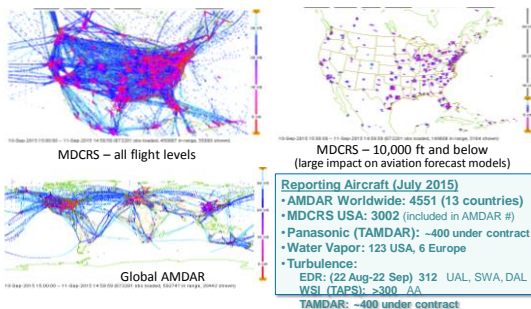 MDCRS – all flight levels
MDCRS – 10,000 ft and below
(large impact on aviation forecast models)
Global AMDAR
Reporting Aircraft (July 2015)
•AMDAR Worldwide: 4551 (13 countries)
•MDCRS USA: 3002 (included in AMDAR #)
•Panasonic (TAMDAR): ~400 under contract
•Water Vapor: 123 USA, 6 Europe
•Turbulence:
EDR: (22 Aug-22 Sep) 312 UAL, SWA, DAL
WSI (TAPS): >300 AA
TAMDAR: ~400 under contract